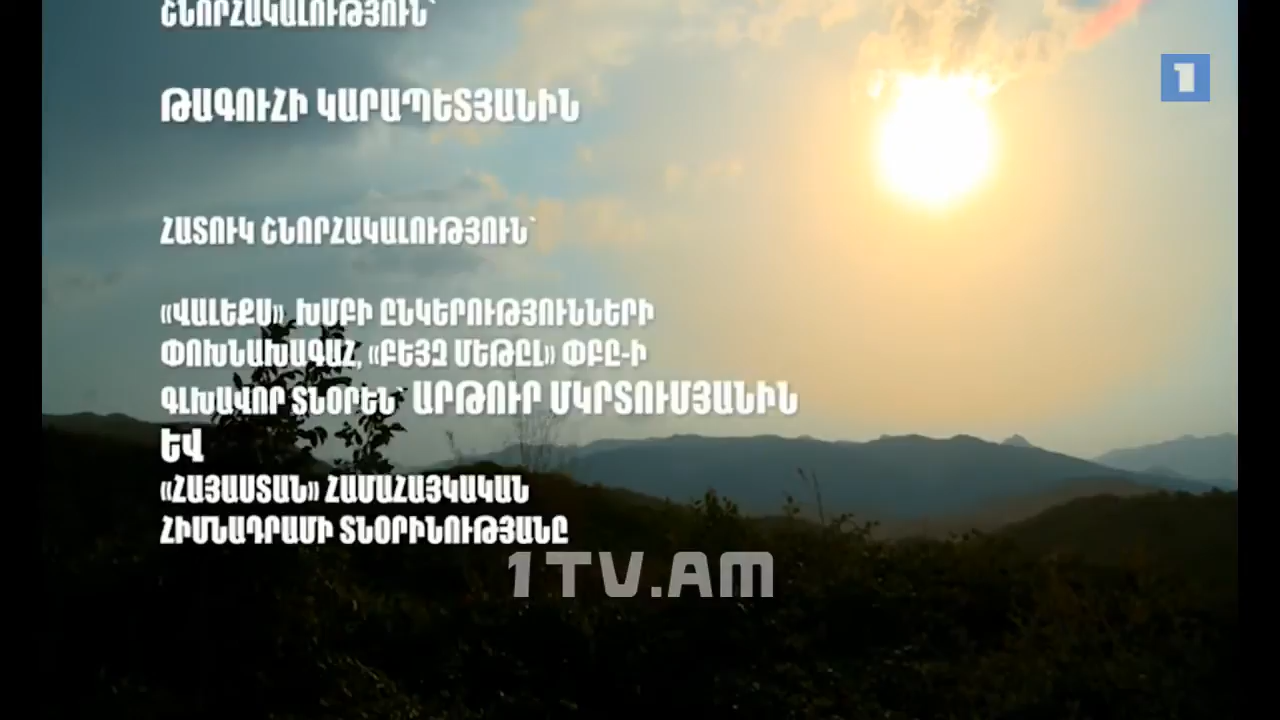 ՇՆՈՐՀԱԿԱԼՈՒԹՅՈՒՆ՝
1
ԹԱԳՈՒՀԻ ԿԱՐԱՊԵՏՅԱՆԻՆ
ՀԱՏՈՒԿ ՇՆՈՐՀԱԿԱԼՈՒԹՅՈՒՆ՝
«ՎԱԼԵՔՍ» ԽՄԲԻ ԸՆԿԵՐՈՒԹՅՈՒՆՆԵՐԻ
ՓՈԽՆԱԽԱԳԱՀ, «ԲԵՅԶ ՄԵԹԸԼ» ՓԲԸ-Ի
ԳԼԽԱՎՈՐ ՏՆՕՐԵՆ՝ ԱՐԹՈՒՐ ՄԿՐՏՈՒՄՅԱՆԻՆ
ԵՎ
«ՀԱՅԱՍՏԱՆ» ՀԱՄԱՀԱՅԿԱԿԱՆ
ՀԻՄՆԱԴՐԱՄԻ ՏՆՕՐԻՆՈՒԹՅԱՆԸ
1TV.AM